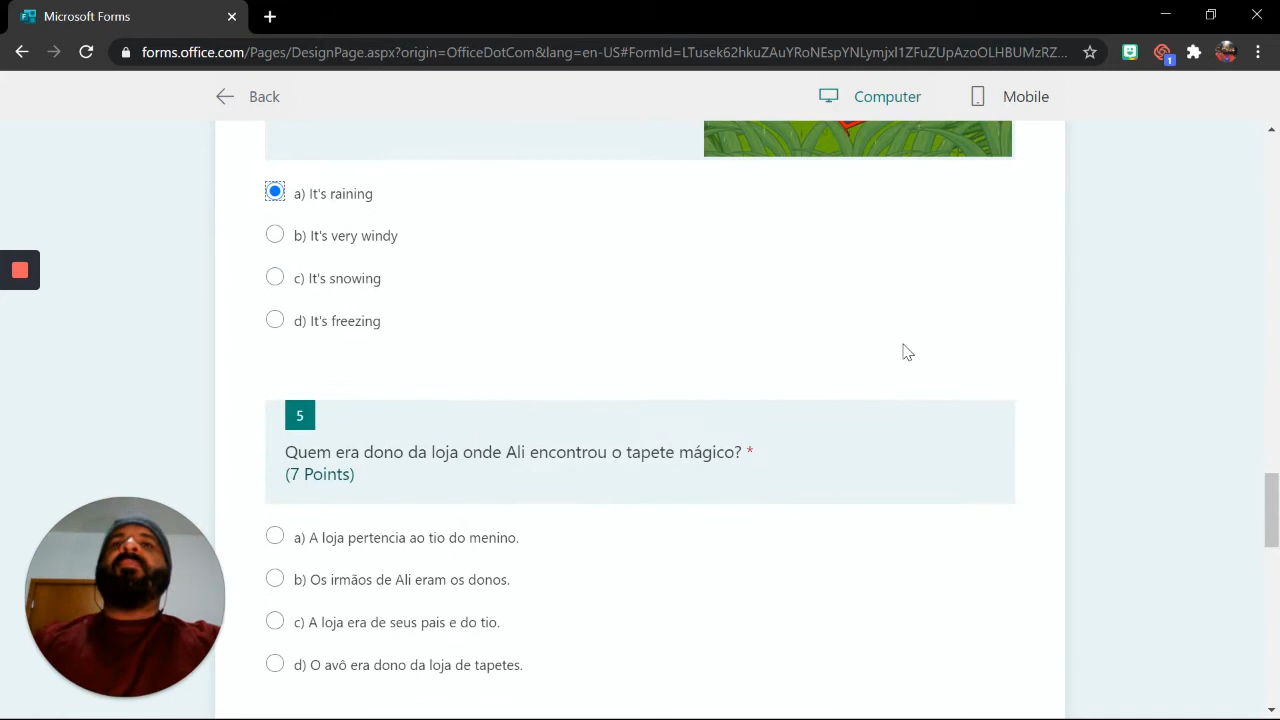 Microsoft Forms
forms.office.com/Pages/DesignPage.aspx?origin=OfficeDotCom&lang=en-US#FormId=LTusek62hkuZAuYRoNEspYNLymjxI1ZFuZUpAzoOLHBUMzRZ...
1
Back
Computer
Mobile
a) It's raining
b) It's very windy
c) It's snowing
d) It's freezing
5
Quem era dono da loja onde Ali encontrou o tapete mágico? *
(7 Points)
a) A loja pertencia ao tio do menino.
b) Os irmãos de Ali eram os donos.
c) A loja era de seus pais e do tio.
d) O avô era dono da loja de tapetes.